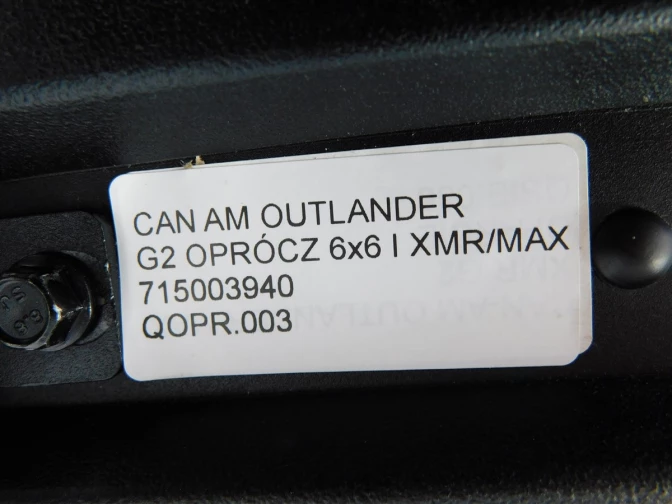 CAN AM OUTLANDER
G2 OPRÓCZ 6x6 I XMR/MAX
715003940
QOPR.003